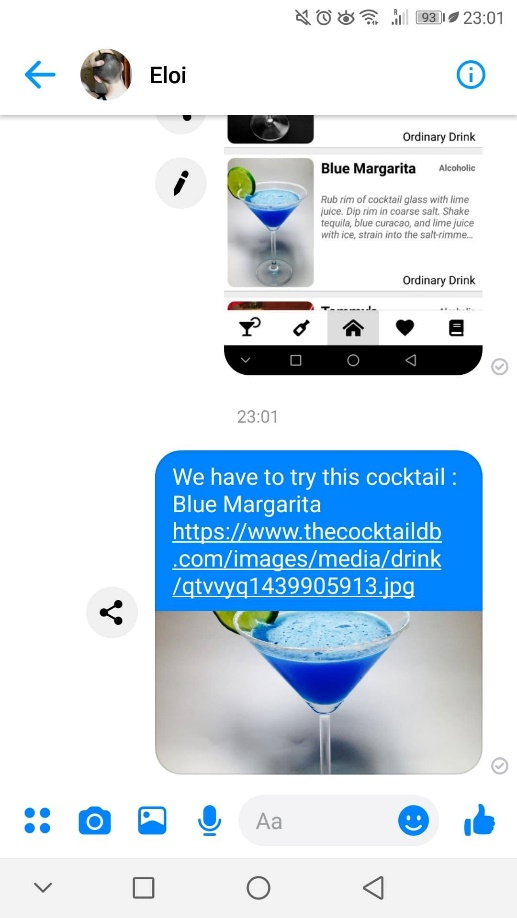 93 23:01
Eloi
Ordinary Drink
Blue Margarita
Alcoholic
Rub rim of cocktail glass with lime
juice. Dip rim in coarse salt. Shake
tequila, blue curacao, and lime juice
with ice, strain into the salt-rimme...
Ordinary Drink
23:01
We have to try this cocktail :
Blue Margarita
https://www.thecocktaildb
.com/images/media/drink
/qtvvyq1439905913.jpg
Aa